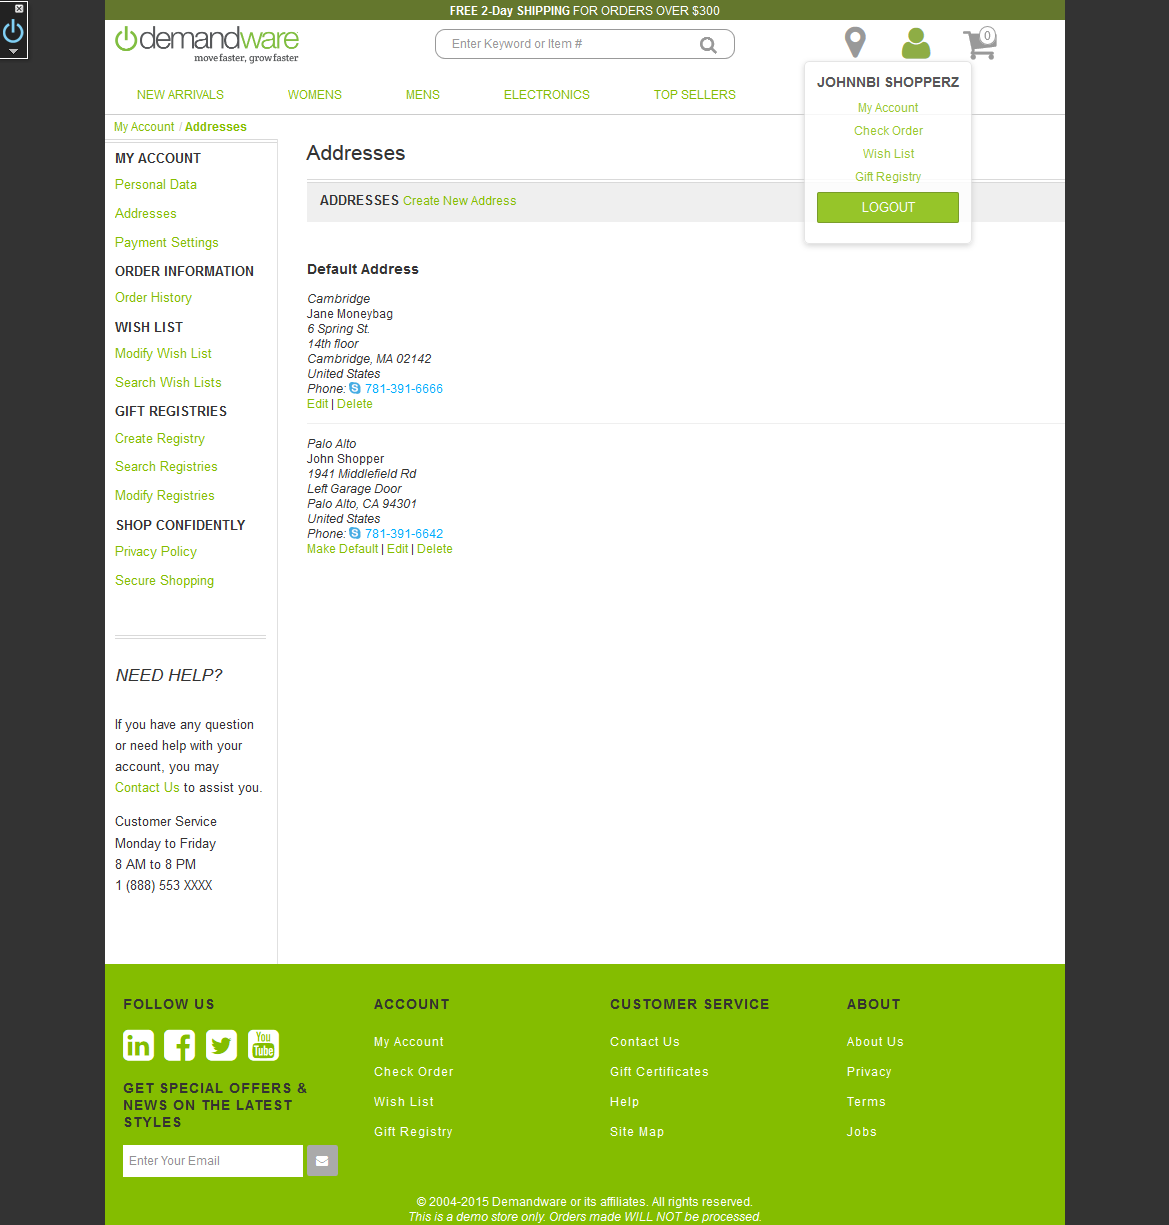 FREE 2-Day SHIPPING FOR ORDERS OVER $300
demandware
move faster, grow faster
Enter Keyword or Item #
0
NEW ARRIVALS
WOMENS
MENS
ELECTRONICS
TOP SELLERS
JOHNNBI SHOPPERZ
My Account
Check Order
Wish List
Gift Registry
LOGOUT
My Account / Addresses
MY ACCOUNT
Personal Data
Addresses
Payment Settings
ORDER INFORMATION
Order History
WISH LIST
Modify Wish List
Search Wish Lists
GIFT REGISTRIES
Create Registry
Search Registries
Modify Registries
SHOP CONFIDENTLY
Privacy Policy
Secure Shopping
NEED HELP?
If you have any question
or need help with your
account, you may
Contact Us to assist you.
Customer Service
Monday to Friday
8 AM to 8 PM
1 (888) 553 XXXX
Addresses
ADDRESSES Create New Address
Default Address
Cambridge
Jane Moneybag
6 Spring St.
14th floor
Cambridge, MA 02142
United States
Phone: 781-391-6666
Edit | Delete
Palo Alto
John Shopper
1941 Middlefield Rd
Left Garage Door
Palo Alto, CA 94301
United States
Phone: 781-391-6642
Make Default | Edit | Delete
FOLLOW US
in
f
You
Tube
GET SPECIAL OFFERS &
NEWS ON THE LATEST
STYLES
Enter Your Email
ACCOUNT
My Account
Check Order
Wish List
Gift Registry
CUSTOMER SERVICE
Contact Us
Gift Certificates
Help
Site Map
ABOUT
About Us
Privacy
Terms
Jobs
© 2004-2015 Demandware or its affiliates. All rights reserved.
This is a demo store only. Orders made WILL NOT be processed.